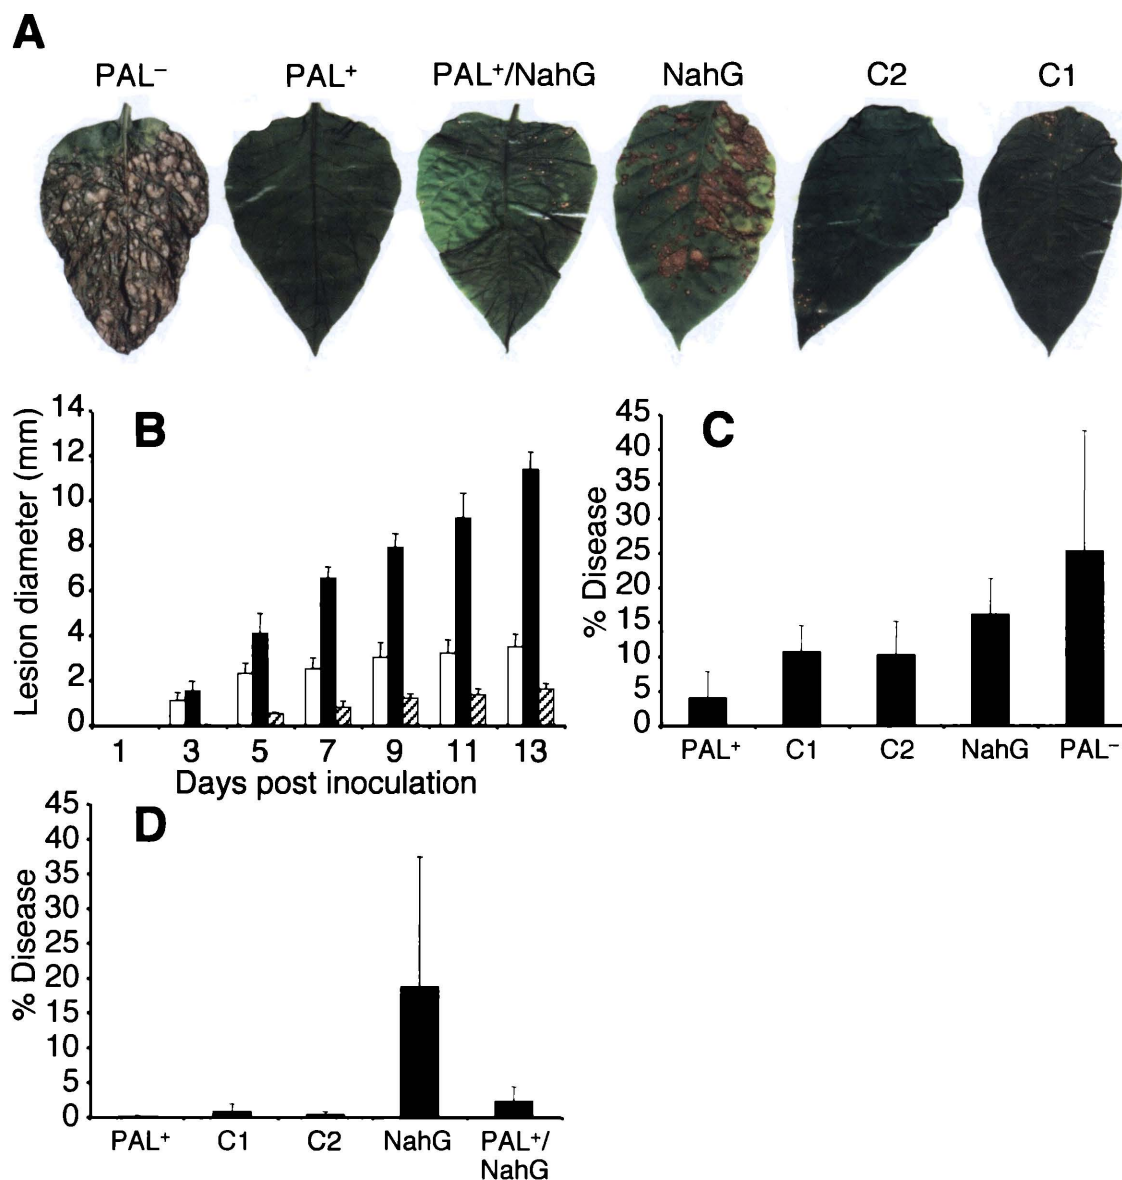 A
PAL⁻ PAL⁺ PAL⁺/NahG NahG C2 C1
B
Lesion diameter (mm)
14
12
10
8
6
4
2
0
1 3 5 7 9 11 13
Days post inoculation
C
% Disease
45
40
35
30
25
20
15
10
5
0
PAL⁺ C1 C2 NahG PAL⁻
D
% Disease
45
40
35
30
25
20
15
10
5
0
PAL⁺ C1 C2 NahG PAL⁺/
NahG